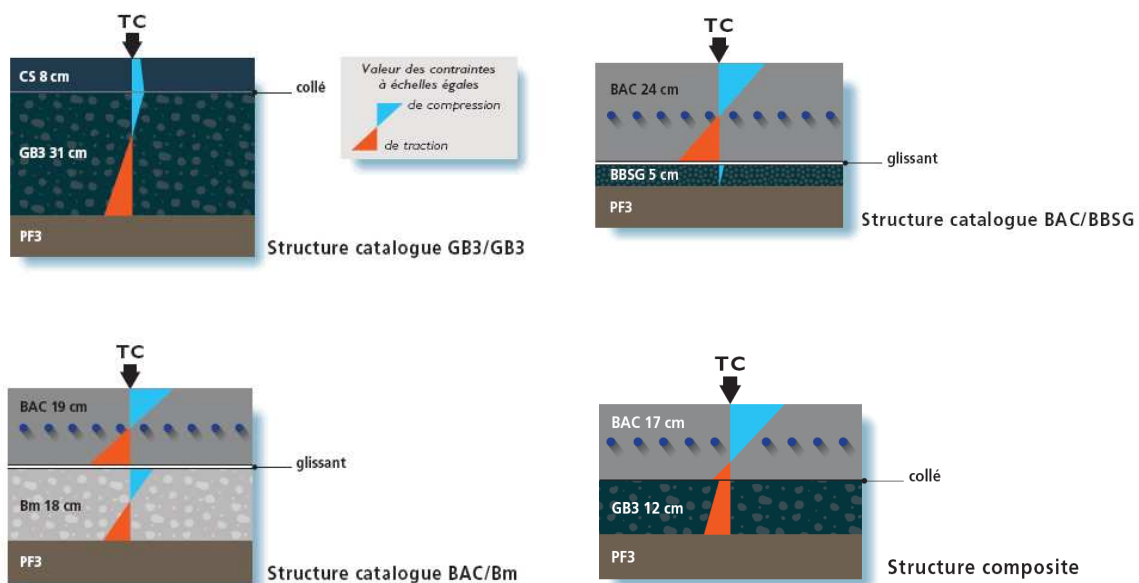 TC
CS 8 cm
collé
GB3 31 cm
PF3
Structure catalogue GB3/GB3
Valeur des contraintes
à échelles égales
de compression
de traction
TC
BAC 24 cm
glissant
BBSG 5 cm
PF3
Structure catalogue BAC/BBSG
TC
BAC 19 cm
glissant
Bm 18 cm
PF3
Structure catalogue BAC/Bm
TC
BAC 17 cm
collé
GB3 12 cm
PF3
Structure composite